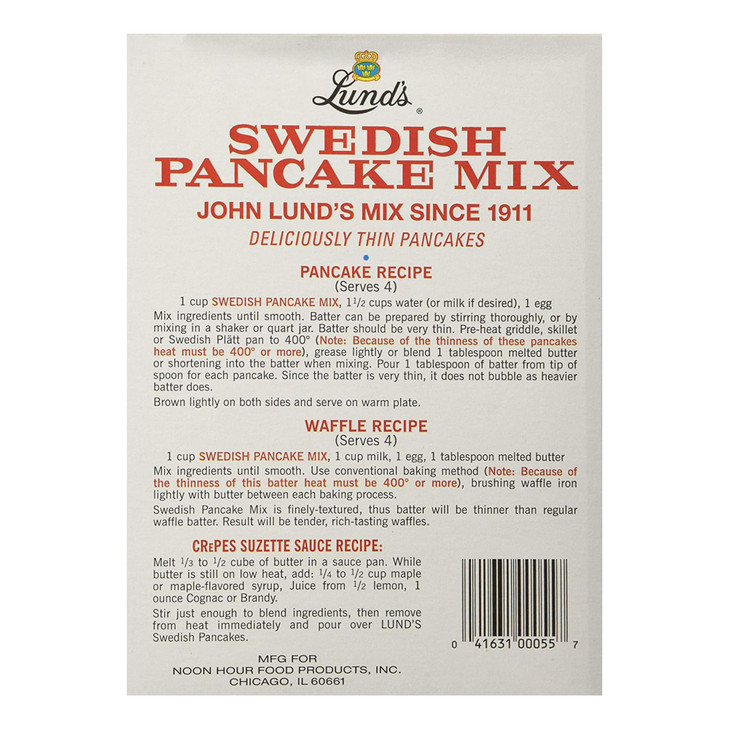 Lund's ®
SWEDISH
PANCAKE MIX
JOHN LUND'S MIX SINCE 1911
DELICIOUSLY THIN PANCAKES
PANCAKE RECIPE
(Serves 4)
1 cup SWEDISH PANCAKE MIX, 1 1/2 cups water (or milk if desired), 1 egg
Mix ingredients until smooth. Batter can be prepared by stirring thoroughly, or by
mixing in a shaker or quart jar. Batter should be very thin. Pre-heat griddle, skillet
or Swedish Plätt pan to 400° (Note: Because of the thinness of these pancakes
heat must be 400° or more), grease lightly or blend 1 tablespoon melted butter
or shortening into the batter when mixing. Pour 1 tablespoon of batter from tip of
spoon for each pancake. Since the batter is very thin, it does not bubble as heavier
batter does.
Brown lightly on both sides and serve on warm plate.
WAFFLE RECIPE
(Serves 4)
1 cup SWEDISH PANCAKE MIX, 1 cup milk, 1 egg, 1 tablespoon melted butter
Mix ingredients until smooth. Use conventional baking method (Note: Because of
the thinness of this batter heat must be 400° or more), brushing waffle iron
lightly with butter between each baking process.
Swedish Pancake Mix is finely-textured, thus batter will be thinner than regular
waffle batter. Result will be tender, rich-tasting waffles.
CRePES SUZETTE SAUCE RECIPE:
Melt 1/3 to 1/2 cube of butter in a sauce pan. While
butter is still on low heat, add: 1/4 to 1/2 cup maple
or maple-flavored syrup, Juice from 1/2 lemon, 1
ounce Cognac or Brandy.
Stir just enough to blend ingredients, then remove
from heat immediately and pour over LUND'S
Swedish Pancakes.
MFG FOR
NOON HOUR FOOD PRODUCTS, INC.
CHICAGO, IL 60661
0 41631 00055 7